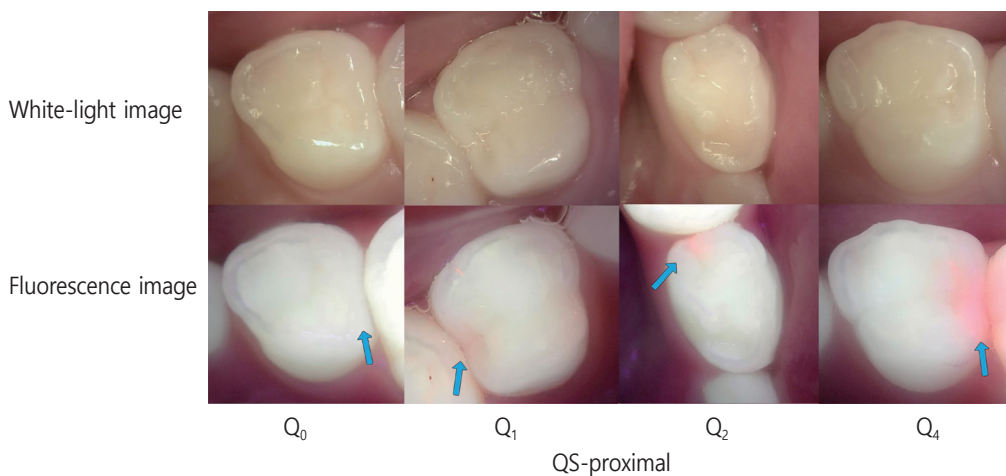 White-light image
Fluorescence image
Q₀ Q₁ Q₂ Q₄
QS-proximal